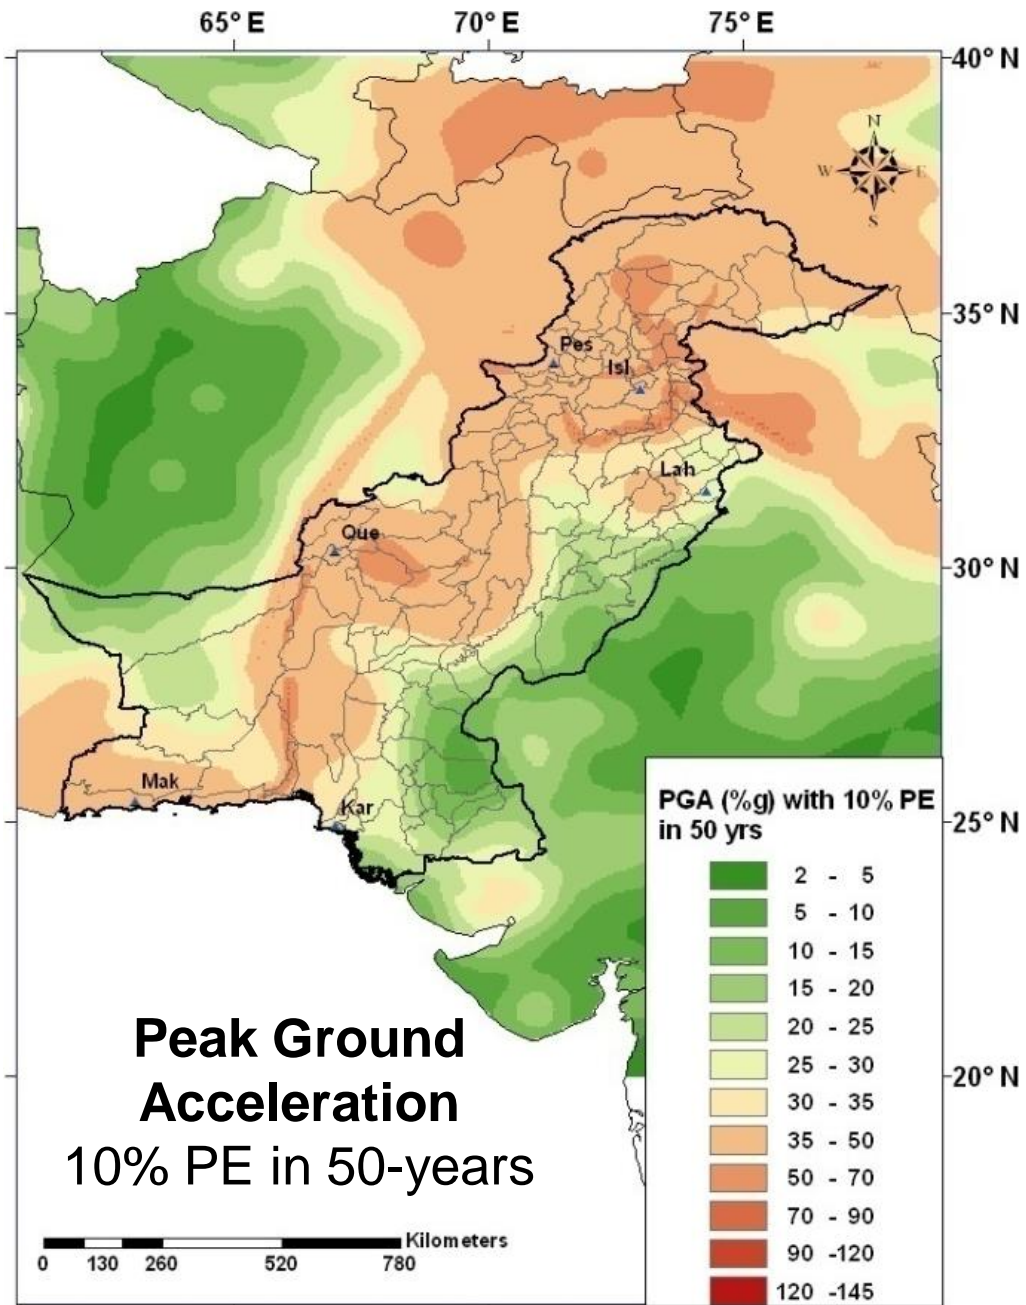 65° E 70° E 75° E
40° N
N
W E
S
35° N
Pes
Isl
Lah
Que
30° N
Mak
Kar
25° N
PGA (%g) with 10% PE
in 50 yrs
2 - 5
5 - 10
10 - 15
15 - 20
20 - 25
25 - 30
30 - 35
35 - 50
50 - 70
70 - 90
90 -120
120 -145
20° N
Peak Ground
Acceleration
10% PE in 50-years
Kilometers
0 130 260 520 780